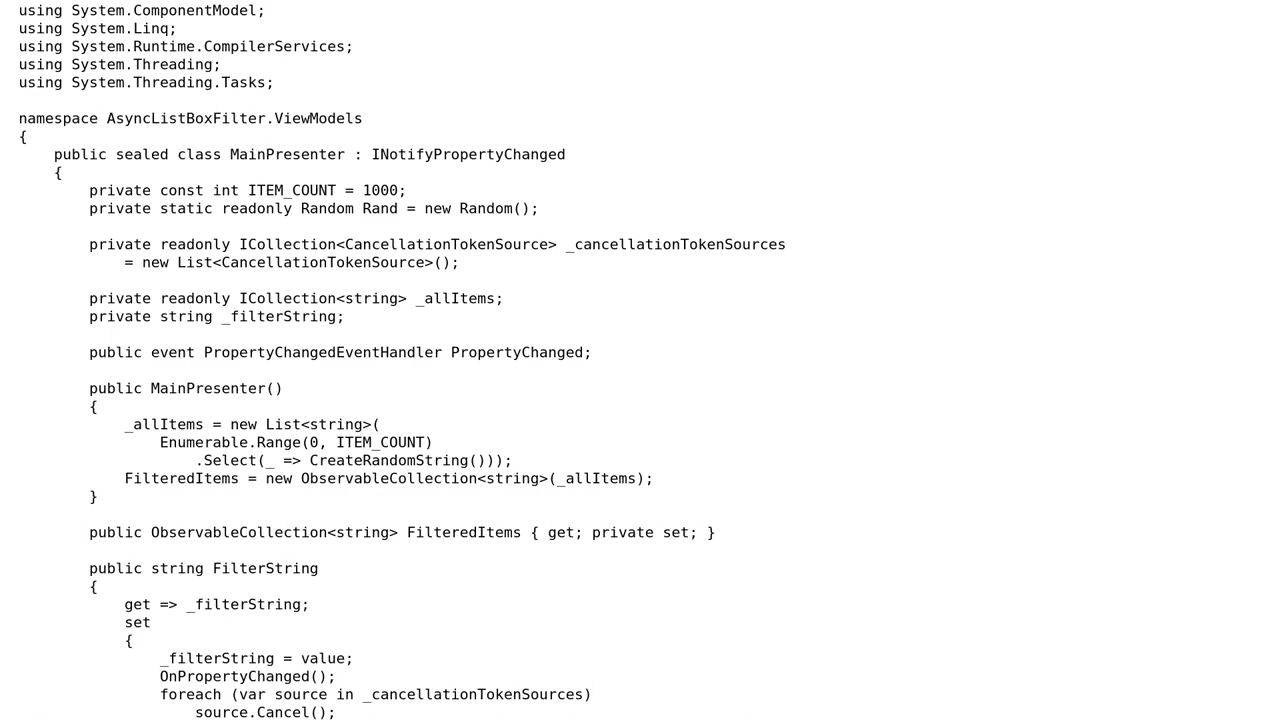 using System.ComponentModel;
using System.Linq;
using System.Runtime.CompilerServices;
using System.Threading;
using System.Threading.Tasks;

namespace AsyncListBoxFilter.ViewModels
{
    public sealed class MainPresenter : INotifyPropertyChanged
    {
        private const int ITEM_COUNT = 1000;
        private static readonly Random Rand = new Random();

        private readonly ICollection<CancellationTokenSource> _cancellationTokenSources
            = new List<CancellationTokenSource>();

        private readonly ICollection<string> _allItems;
        private string _filterString;

        public event PropertyChangedEventHandler PropertyChanged;

        public MainPresenter()
        {
            _allItems = new List<string>(
                Enumerable.Range(0, ITEM_COUNT)
                    .Select(_ => CreateRandomString()));
            FilteredItems = new ObservableCollection<string>(_allItems);
        }

        public ObservableCollection<string> FilteredItems { get; private set; }

        public string FilterString
        {
            get => _filterString;
            set
            {
                _filterString = value;
                OnPropertyChanged();
                foreach (var source in _cancellationTokenSources)
                    source.Cancel();